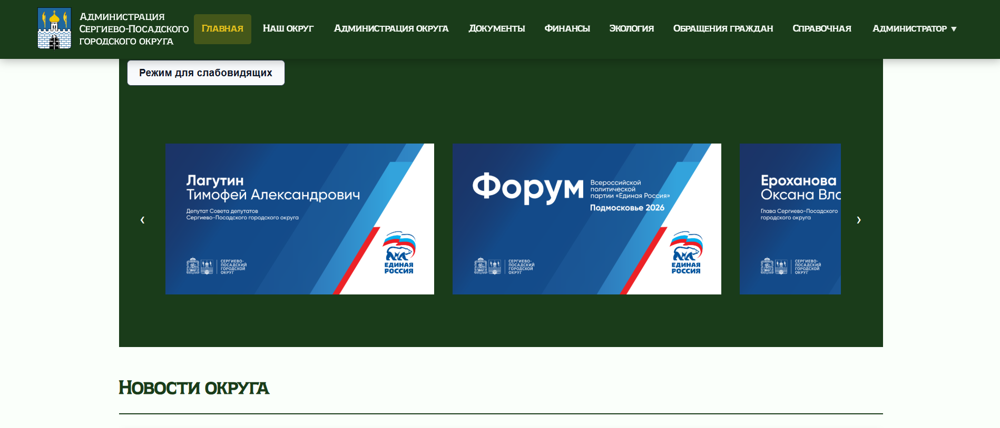 Администрация
Сергиево-Посадского
городского округа
Главная
Наш округ
Администрация округа
Документы
Финансы
Экология
Обращения граждан
Справочная
Администратор ▼
Режим для слабовидящих
‹
Лагутин
Тимофей Александрович
Депутат Совета депутатов
Сергиево-Посадского городского округа
СЕРГИЕВО-
ПОСАДСКИЙ
ГОРОДСКОЙ
ОКРУГ
ЕДИНАЯ
РОССИЯ
Форум
Всероссийской
политической
партии «Единая Россия»
Подмосковье 2026
СЕРГИЕВО-
ПОСАДСКИЙ
ГОРОДСКОЙ
ОКРУГ
ЕДИНАЯ
РОССИЯ
Ероханова
Оксана Вла
Глава Сергиево-Посадского
городского округа
СЕРГИЕВО-
ПОСАДСКИЙ
ГОРОДСКОЙ
ОКРУГ
›
Новости округа